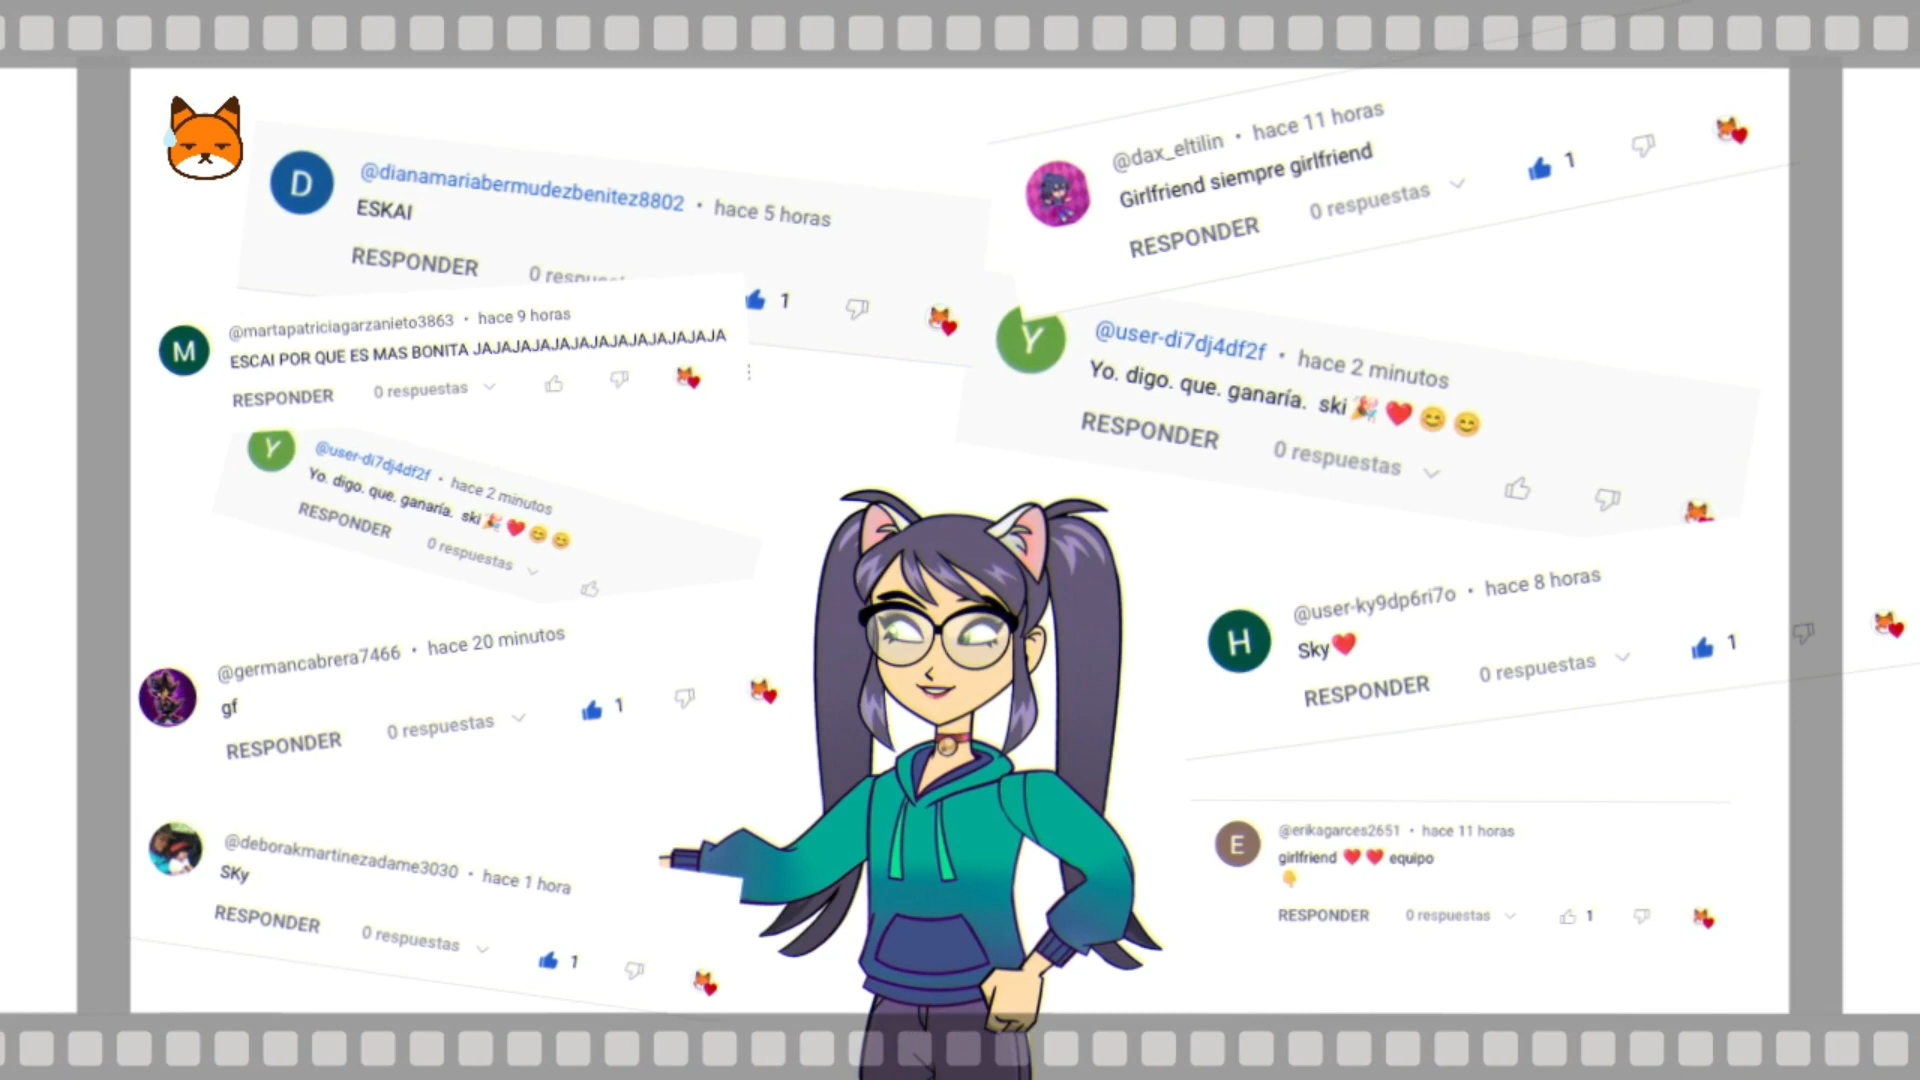 D
@dianamariabermudezbenitez8802 • hace 5 horas
ESKAI
RESPONDER
1
M
@martapatriciagarzanieto3863 • hace 9 horas
ESCAI POR QUE ES MAS BONITA JAJAJAJAJAJAJAJAJAJAJAJA
RESPONDER 0 respuestas
Y
@user-di7dj4df2f • hace 2 minutos
Yo. digo. que. ganaría. ski🎉❤️😊😊
RESPONDER 0 respuestas
@germancabrera7466 • hace 20 minutos
gf
RESPONDER 0 respuestas 1
@deborakmartinezadame3030 • hace 1 hora
SKy
RESPONDER 0 respuestas 1
@dax_eltilin • hace 11 horas
Girlfriend siempre girlfriend
RESPONDER 0 respuestas 1
Y
@user-di7dj4df2f • hace 2 minutos
Yo. digo. que. ganaría. ski🎉❤️😊😊
RESPONDER 0 respuestas
H
@user-ky9dp6ri7o • hace 8 horas
Sky❤️
RESPONDER 0 respuestas 1
E
@erikagarces2651 • hace 11 horas
girlfriend ❤️❤️ equipo
👇
RESPONDER 0 respuestas 1